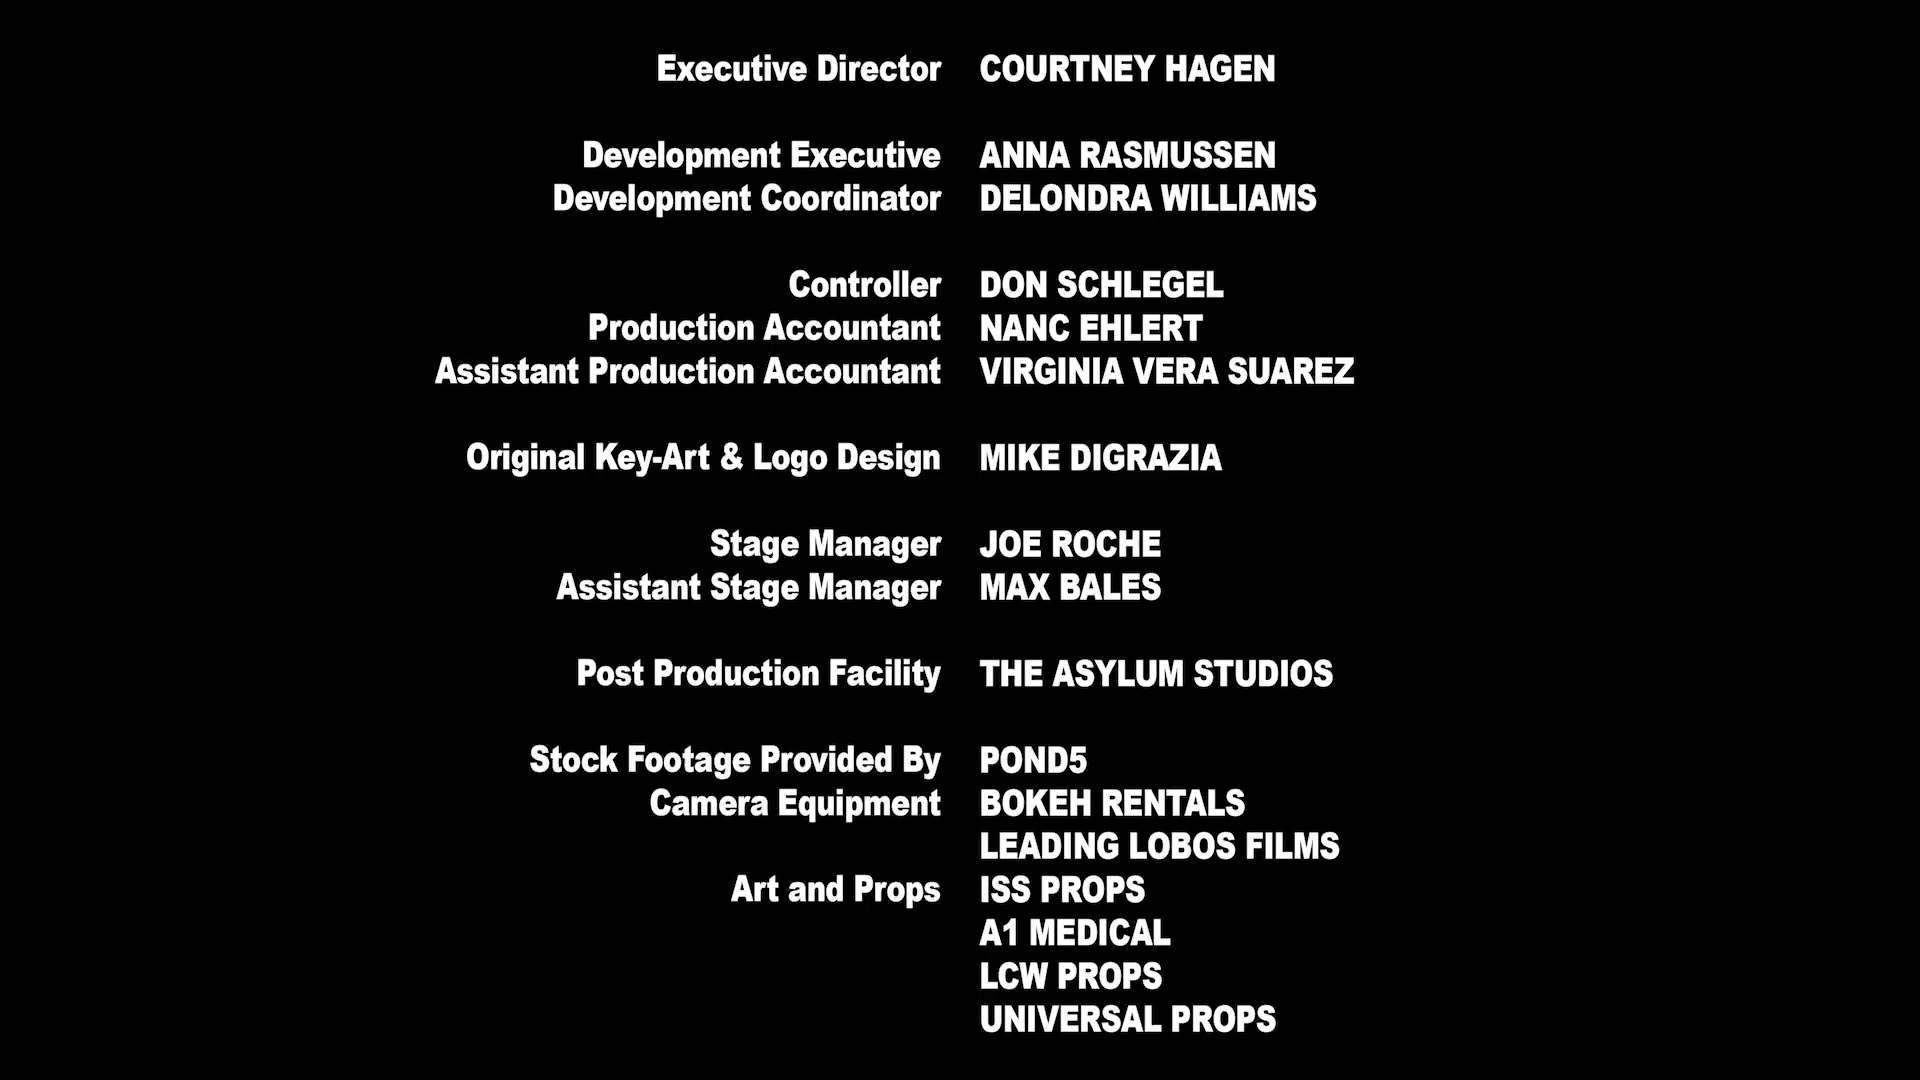 Executive Director COURTNEY HAGEN
Development Executive ANNA RASMUSSEN
Development Coordinator DELONDRA WILLIAMS
Controller DON SCHLEGEL
Production Accountant NANC EHLERT
Assistant Production Accountant VIRGINIA VERA SUAREZ
Original Key-Art & Logo Design MIKE DIGRAZIA
Stage Manager JOE ROCHE
Assistant Stage Manager MAX BALES
Post Production Facility THE ASYLUM STUDIOS
Stock Footage Provided By POND5
Camera Equipment BOKEH RENTALS
LEADING LOBOS FILMS
Art and Props ISS PROPS
A1 MEDICAL
LCW PROPS
UNIVERSAL PROPS